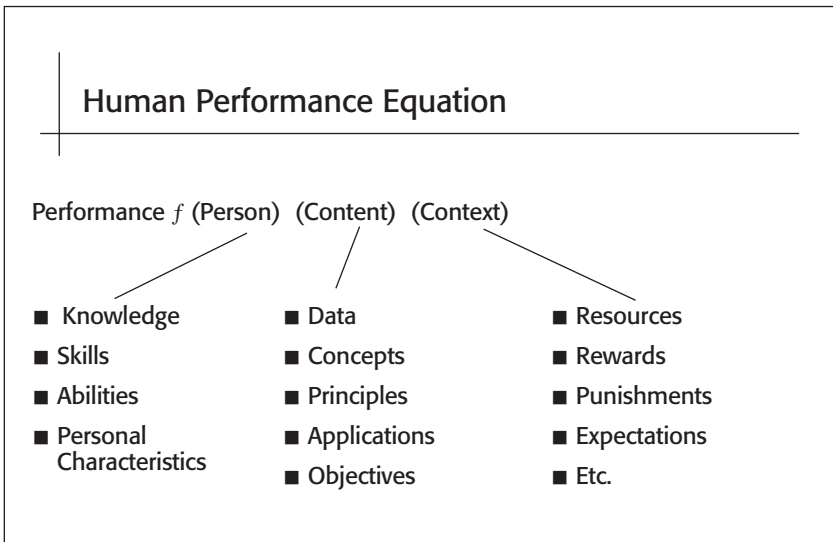 Human Performance Equation
Performance f (Person) (Content) (Context)
■ Knowledge
■ Skills
■ Abilities
■ Personal
Characteristics
■ Data
■ Concepts
■ Principles
■ Applications
■ Objectives
■ Resources
■ Rewards
■ Punishments
■ Expectations
■ Etc.